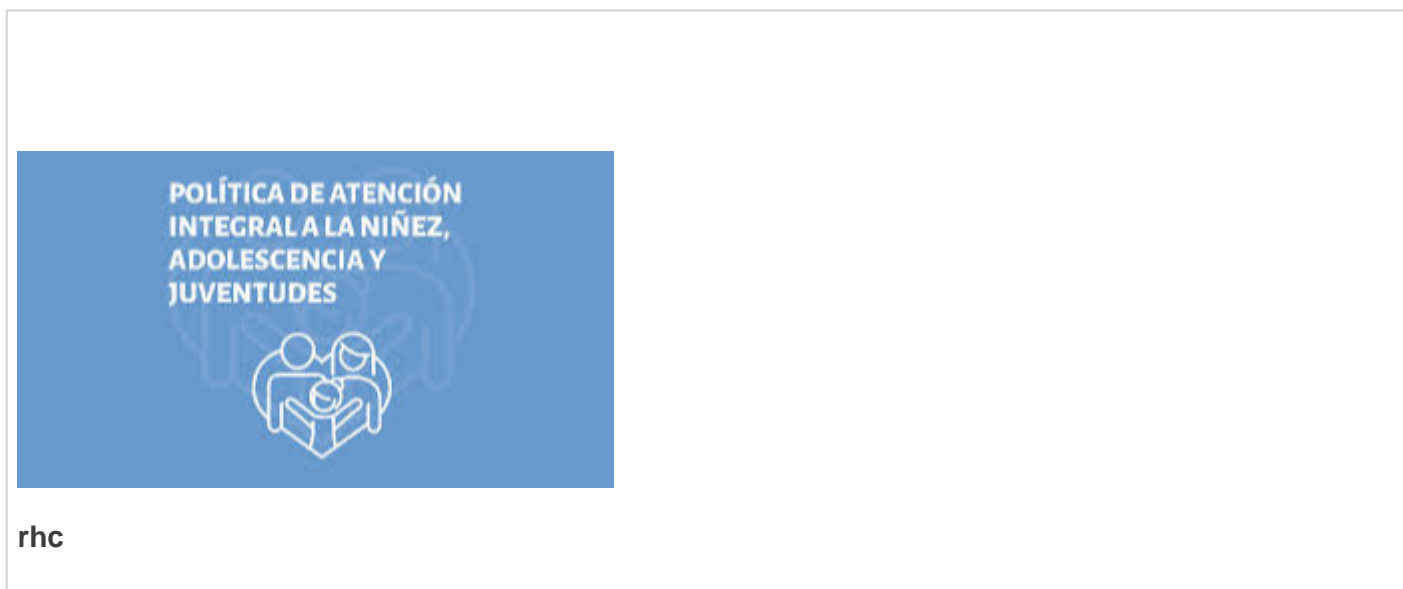 POLÍTICA DE ATENCIÓN
INTEGRAL A LA NIÑEZ,
ADOLESCENCIA Y
JUVENTUDES
rhc